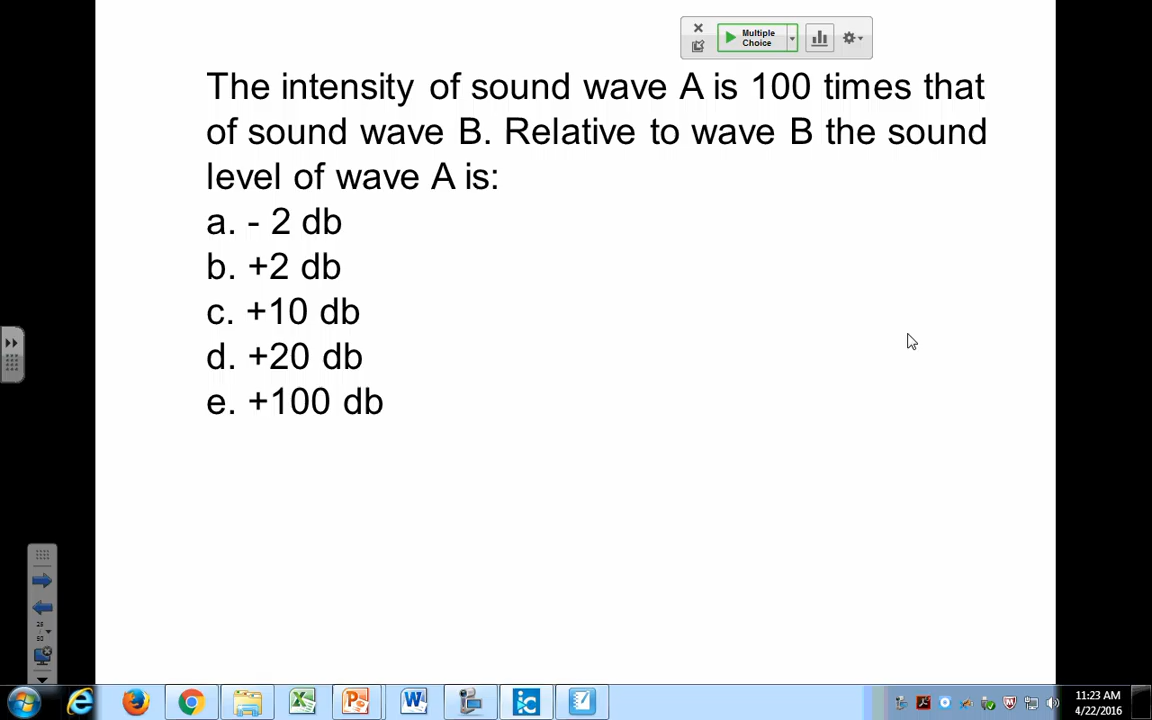 Multiple
Choice
The intensity of sound wave A is 100 times that
of sound wave B. Relative to wave B the sound
level of wave A is:
a. - 2 db
b. +2 db
c. +10 db
d. +20 db
e. +100 db
11:23 AM
4/22/2016